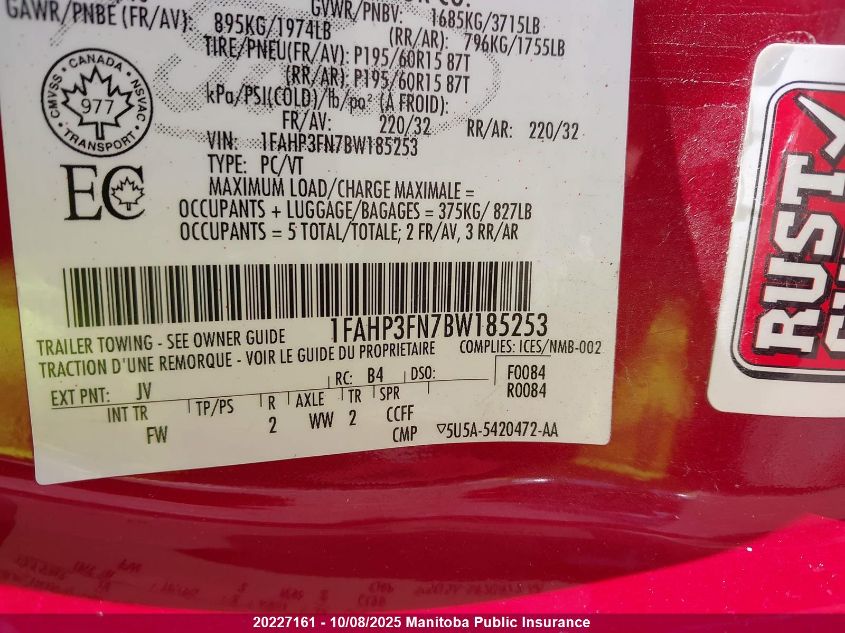 GVWR/PNBV: 1685KG/3715LB
GAWR/PNBE (FR/AV): 895KG/1974LB (RR/AR): 796KG/1755LB
TIRE/PNEU(FR/AV): P195/60R15 87T
(RR/AR): P195/60R15 87T
kPa/PSI(COLD)/lb/po² (À FROID):
FR/AV: 220/32 RR/AR: 220/32
VIN: 1FAHP3FN7BW185253
TYPE: PC/VT
MAXIMUM LOAD/CHARGE MAXIMALE =
OCCUPANTS + LUGGAGE/BAGAGES = 375KG/ 827LB
OCCUPANTS = 5 TOTAL/TOTALE; 2 FR/AV, 3 RR/AR
CANADA
CMVSS 977 NSVAC
TRANSPORT
EC
1FAHP3FN7BW185253
TRAILER TOWING - SEE OWNER GUIDE
TRACTION D'UNE REMORQUE - VOIR LE GUIDE DU PROPRIETAIRE COMPLIES: ICES/NMB-002
EXT PNT: JV RC: B4 DSO: F0084
R0084
INT TR TP/PS R AXLE TR SPR
FW 2 WW 2 CCFF
CMP ▽5U5A-5420472-AA
RUST
20227161 - 10/08/2025 Manitoba Public Insurance